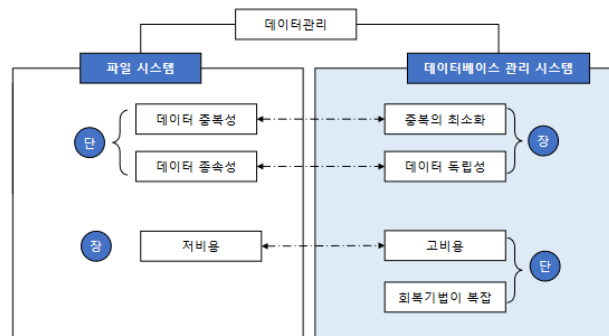 데이터관리
파일 시스템
데이터베이스 관리 시스템
데이터 중복성
중복의 최소화
단
장
데이터 종속성
데이터 독립성
장
저비용
고비용
단
회복기법이 복잡